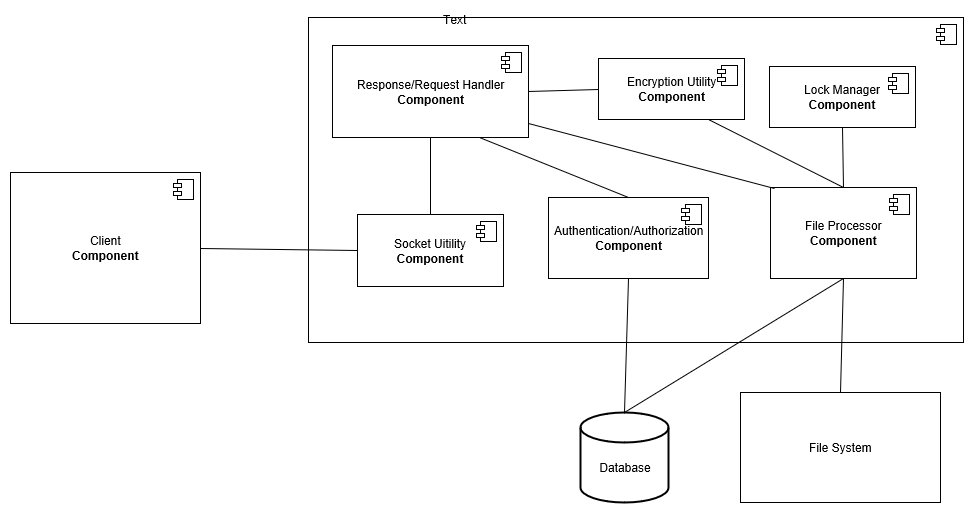 Text
Response/Request Handler
Component
Encryption Utility
Component
Lock Manager
Component
Client
Component
Socket Uitility
Component
Authentication/Authorization
Component
File Processor
Component
Database
File System